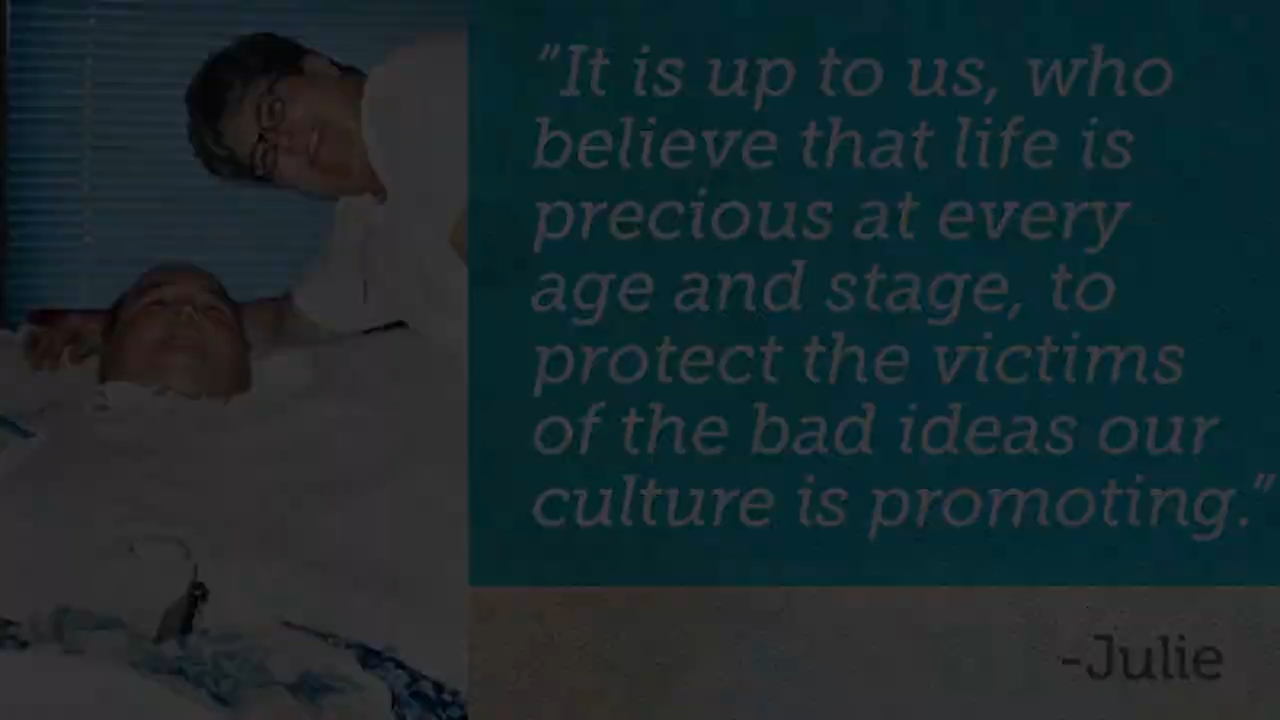 "It is up to us, who
believe that life is
precious at every
age and stage, to
protect the victims
of the bad ideas our
culture is promoting."
-Julie